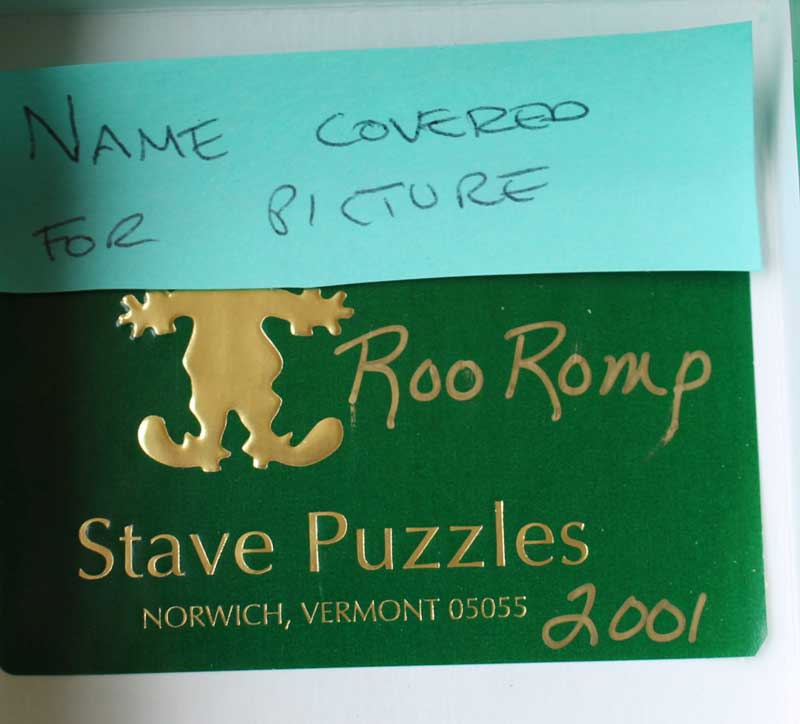 NAME COVERED
FOR PICTURE
Roo Romp
Stave Puzzles
NORWICH, VERMONT 05055
2001